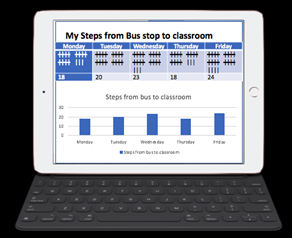 My Steps from Bus stop to classroom
Monday Tuesday Wednesday Thursday Friday
18 20 23 18 24
Steps from bus to classroom
30
20
10
0
Monday Tuesday Wednesday Thursday Friday
Steps from bus to classroom